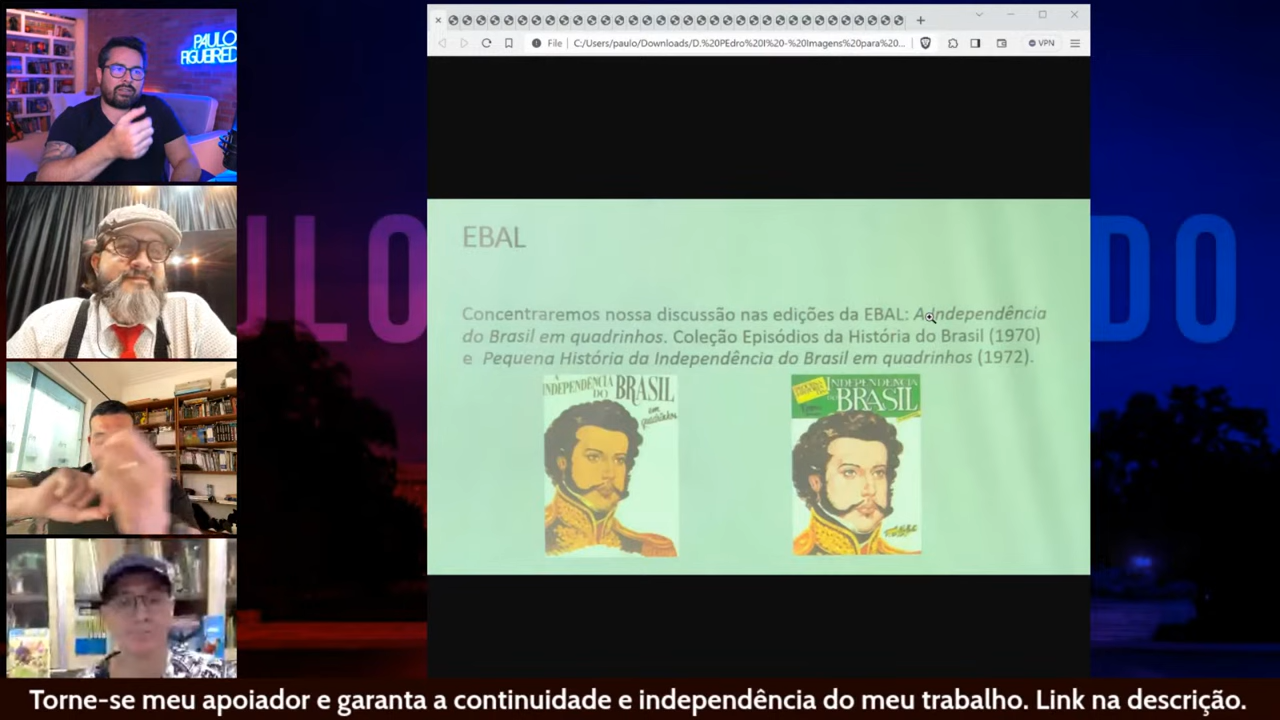 PAULO
FIGUEIRED
File
C:/Users/paulo/Downloads/D.%20PEdro%20I%20-%20Imagens%20para%20...
VPN
ULO
DO
EBAL
Concentraremos nossa discussão nas edições da EBAL: A Independência
do Brasil em quadrinhos. Coleção Episódios da História do Brasil (1970)
e Pequena História da Independência do Brasil em quadrinhos (1972).
A INDEPENDÊNCIA
DO BRASIL
em
quadrinhos
INDEPENDÊNCIA
DO BRASIL
Torne-se meu apoiador e garanta a continuidade e independência do meu trabalho. Link na descrição.